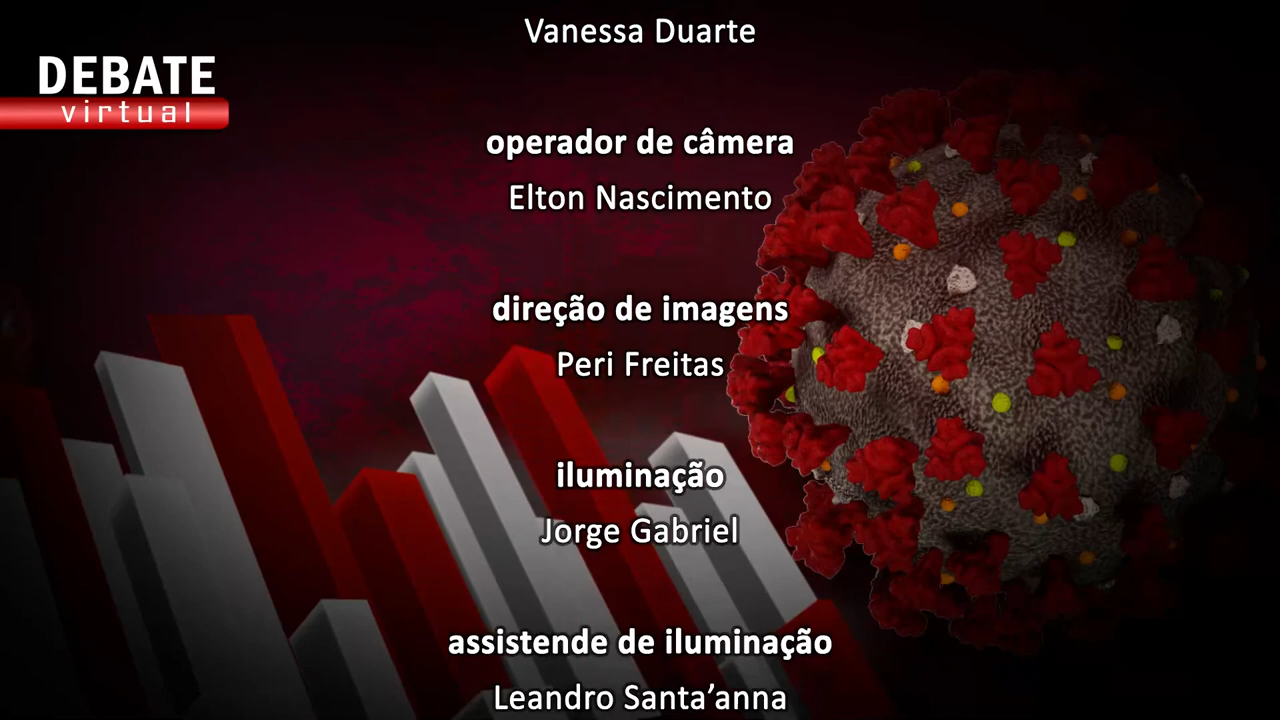 Vanessa Duarte
DEBATE
virtual
operador de câmera
Elton Nascimento
direção de imagens
Peri Freitas
iluminação
Jorge Gabriel
assistende de iluminação
Leandro Santa’anna